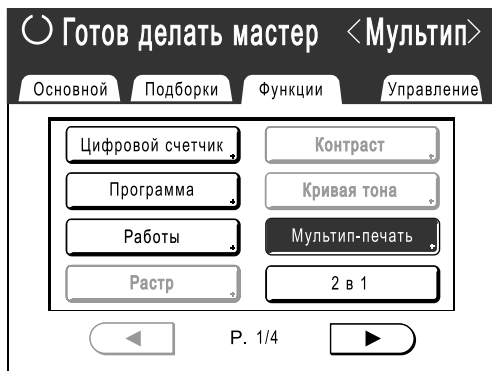 Готов делать мастер <Мультип>
Основной Подборки Функции Управление
Цифровой счетчик Контраст
Программа Кривая тона
Работы Мультип-печать
Растр 2 в 1
P. 1/4